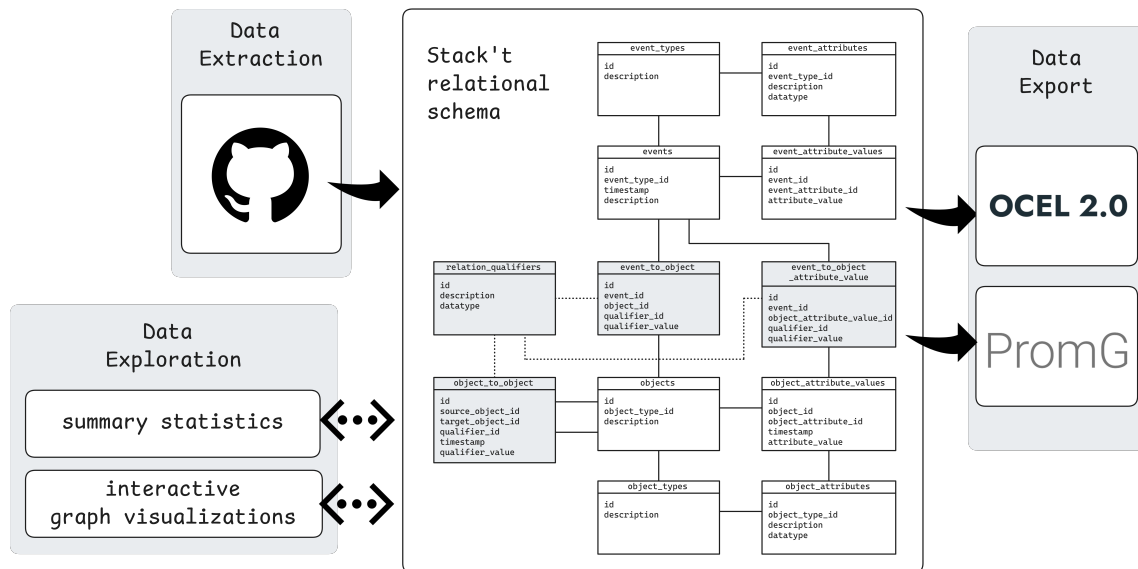 Data
Extraction
Stack't
relational
schema
event_types
id
description
event_attributes
id
event_type_id
description
datatype
events
id
event_type_id
timestamp
description
event_attribute_values
id
event_id
event_attribute_id
attribute_value
relation_qualifiers
id
description
datatype
event_to_object
id
event_id
object_id
qualifier_id
qualifier_value
event_to_object
_attribute_value
id
event_id
object_attribute_value_id
qualifier_id
qualifier_value
object_to_object
id
source_object_id
target_object_id
qualifier_id
timestamp
qualifier_value
objects
id
object_type_id
description
object_attribute_values
id
object_id
object_attribute_id
timestamp
attribute_value
object_types
id
description
object_attributes
id
object_type_id
description
datatype
Data
Exploration
summary statistics
interactive
graph visualizations
Data
Export
OCEL 2.0
PromG